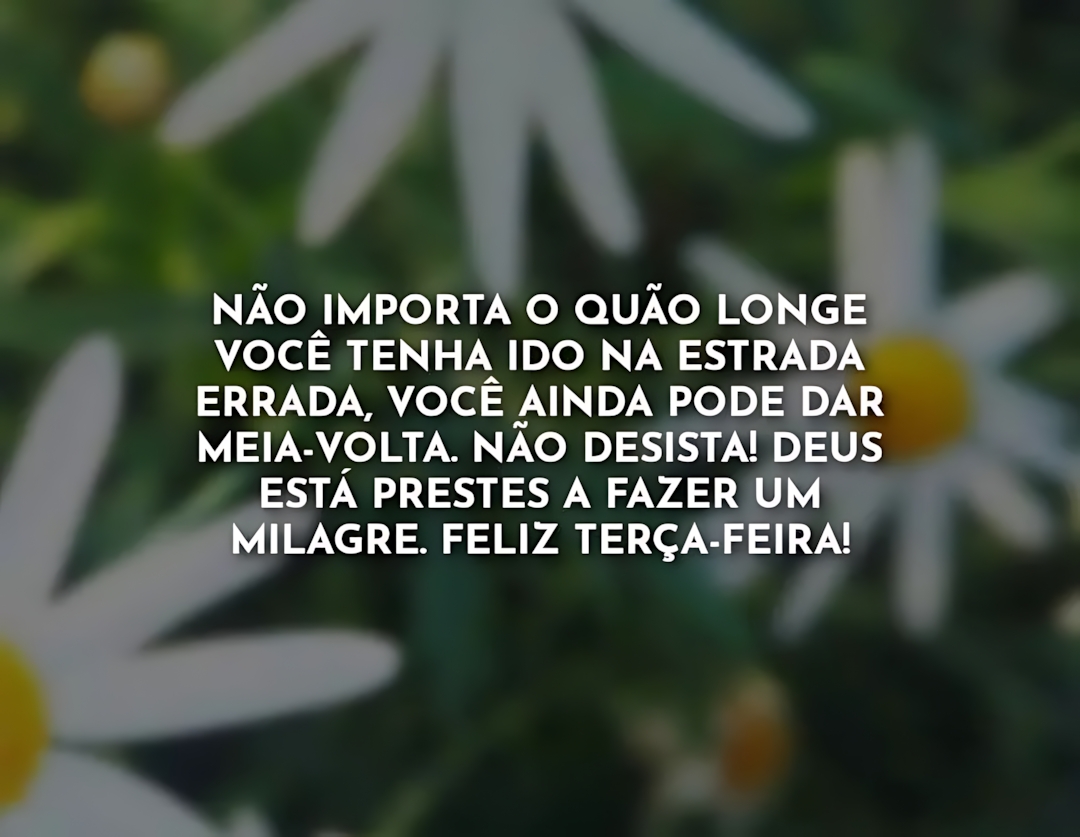 NÃO IMPORTA O QUÃO LONGE
VOCÊ TENHA IDO NA ESTRADA
ERRADA, VOCÊ AINDA PODE DAR
MEIA-VOLTA. NÃO DESISTA! DEUS
ESTÁ PRESTES A FAZER UM
MILAGRE. FELIZ TERÇA-FEIRA!